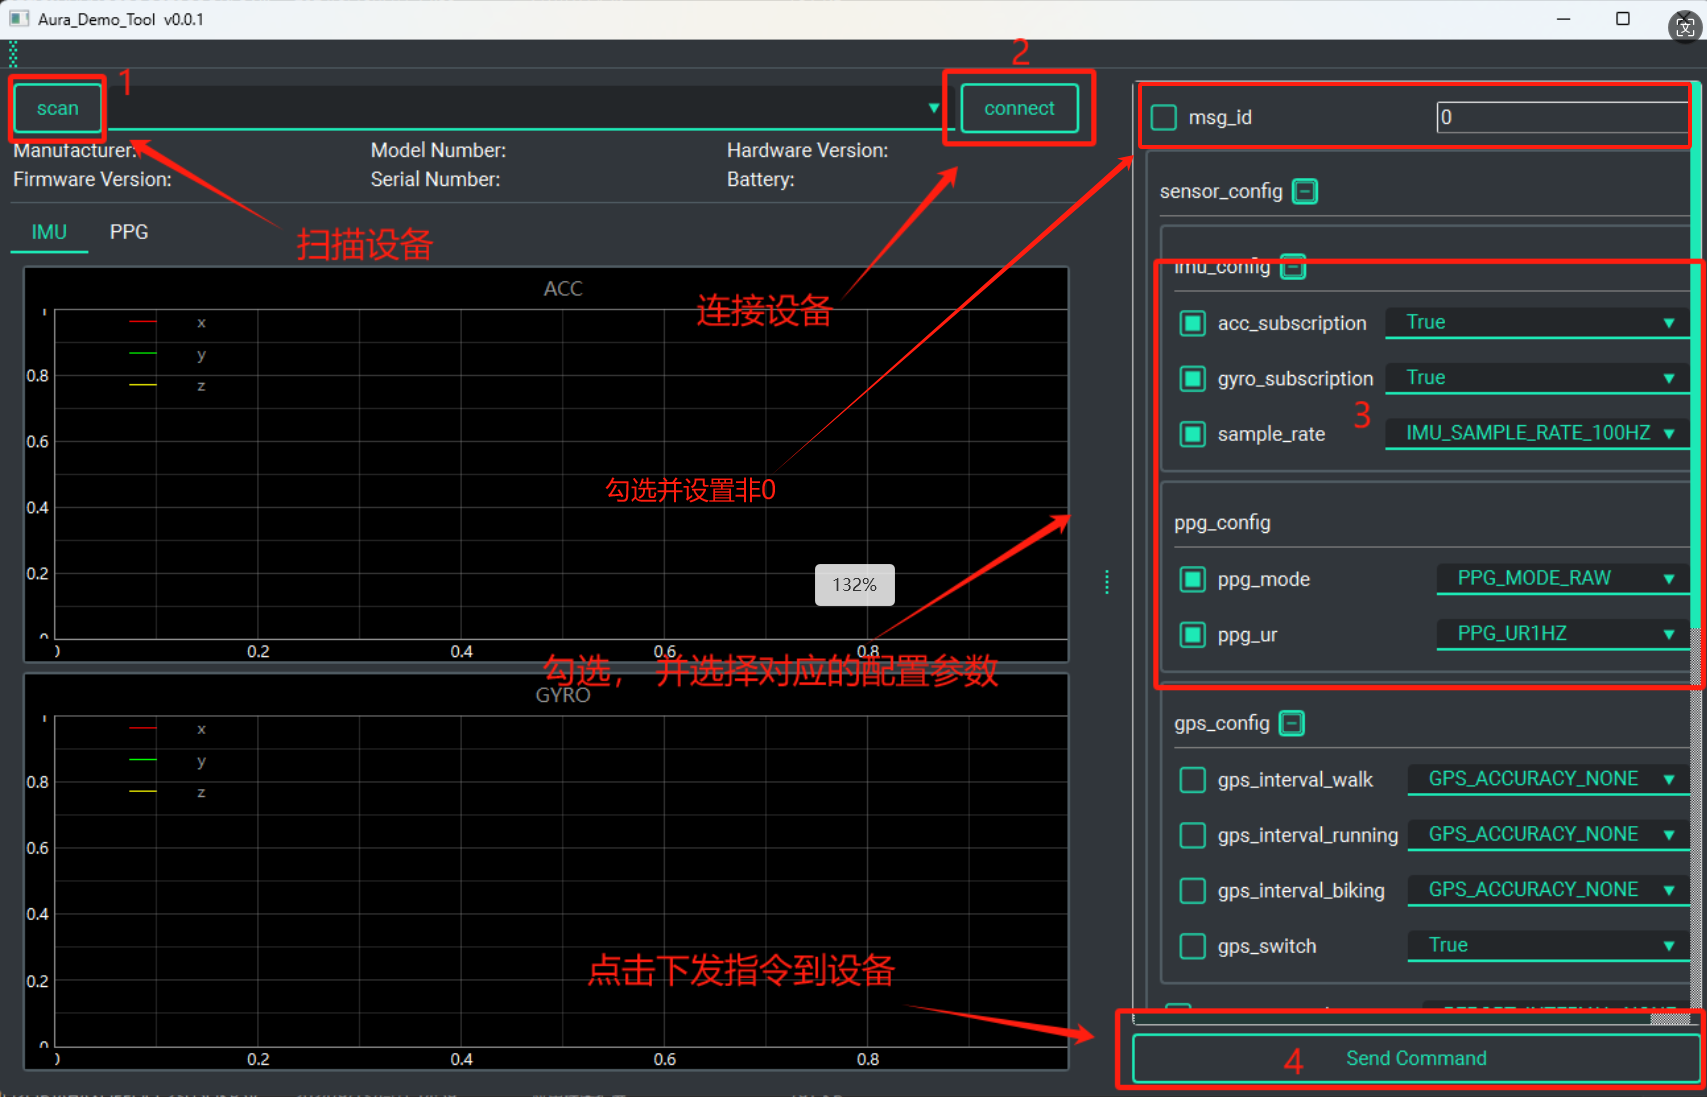 Aura_Demo_Tool v0.0.1
1
2
scan
connect
Manufacturer:
Model Number:
Hardware Version:
Firmware Version:
Serial Number:
Battery:
扫描设备
连接设备
IMU
PPG
ACC
x
y
z
1
0.8
0.6
0.4
0.2
0
0.2
0.4
0.6
0.8
勾选并设置非0
132%
勾选， 并选择对应的配置参数
GYRO
x
y
z
1
0.8
0.6
0.4
0.2
0
0.2
0.4
0.6
0.8
点击下发指令到设备
msg_id
0
sensor_config
imu_config
acc_subscription
True
gyro_subscription
True
3
sample_rate
IMU_SAMPLE_RATE_100HZ
ppg_config
ppg_mode
PPG_MODE_RAW
ppg_ur
PPG_UR1HZ
gps_config
gps_interval_walk
GPS_ACCURACY_NONE
gps_interval_running
GPS_ACCURACY_NONE
gps_interval_biking
GPS_ACCURACY_NONE
gps_switch
True
4
Send Command